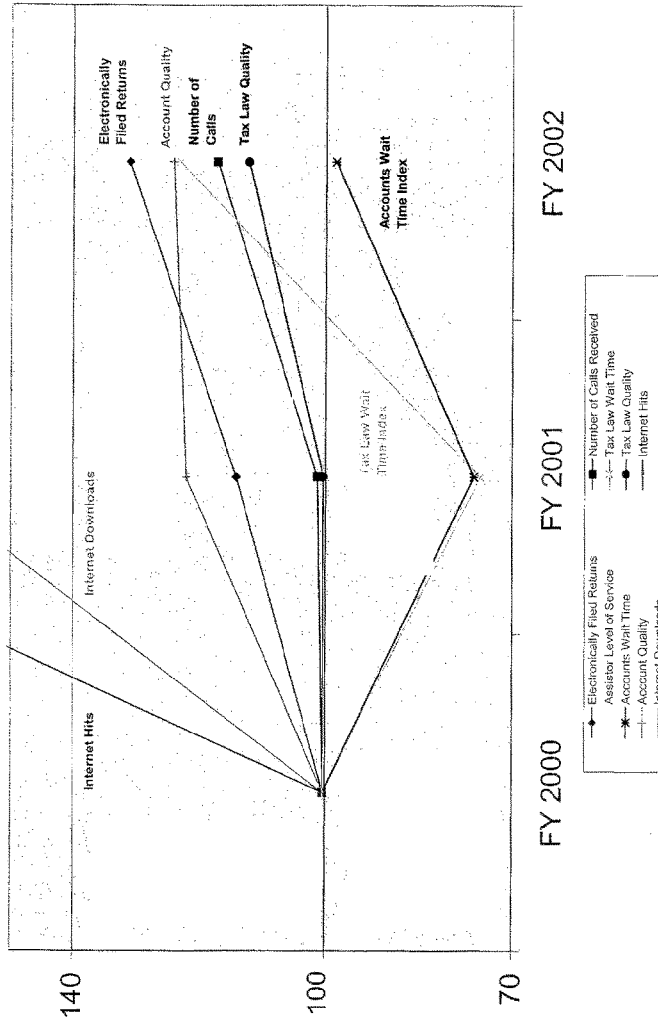 140
100
70
Internet Hits
Internet Downloads
Electronically
Filed Returns
Account Quality
Number of
Calls
Tax Law Quality
Tax Law Wait
Time Index
Accounts Wait
Time Index
FY 2000
FY 2001
FY 2002
Electronically Filed Returns
Assistor Level of Service
Accounts Wait Time
Account Quality
Internet Downloads
Number of Calls Received
Tax Law Wait Time
Tax Law Quality
Internet Hits